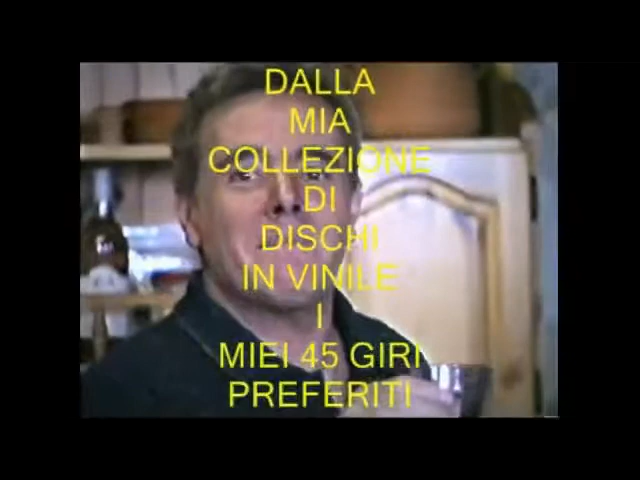 DALLA
MIA
COLLEZIONE
DI
DISCHI
IN VINILE
I
MIEI 45 GIRI
PREFERITI